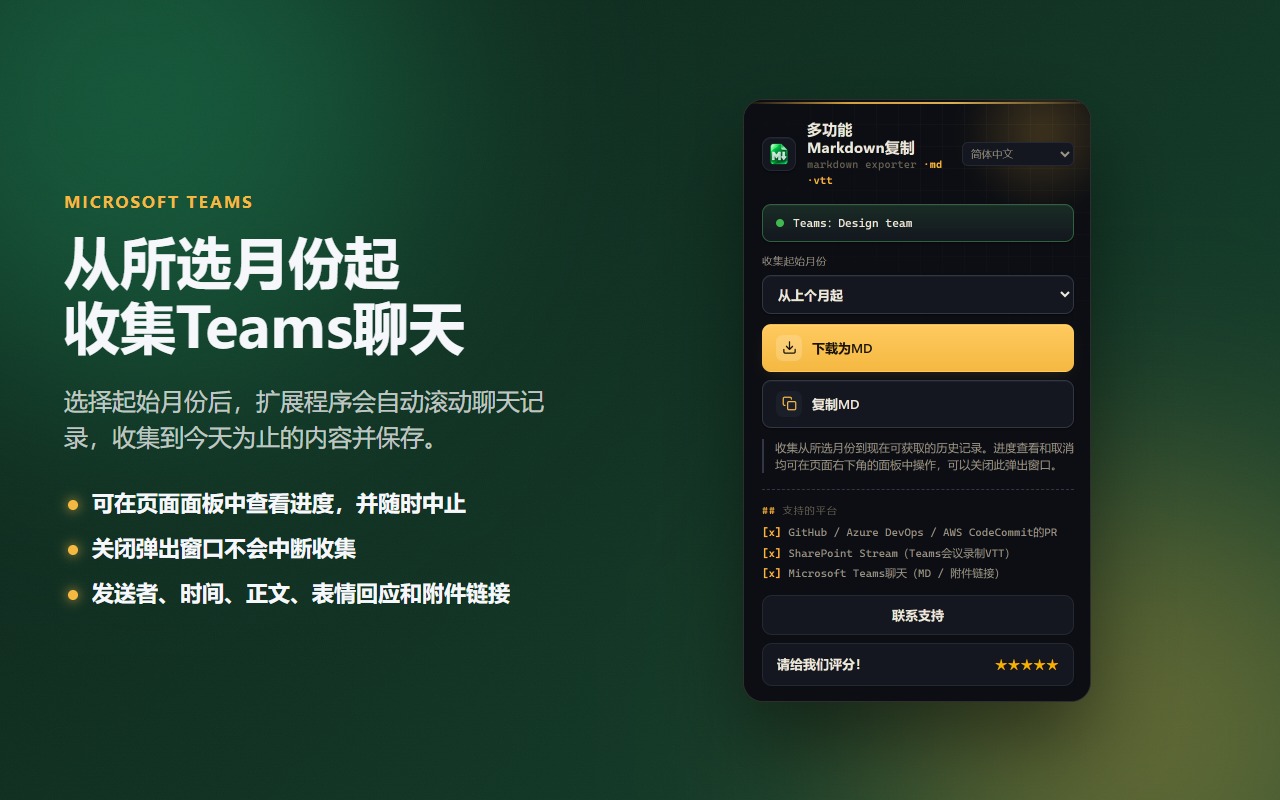 MICROSOFT TEAMS
从所选月份起
收集Teams聊天
选择起始月份后，扩展程序会自动滚动聊天记
录，收集到今天为止的内容并保存。
可在页面面板中查看进度，并随时中止
关闭弹出窗口不会中断收集
发送者、时间、正文、表情回应和附件链接
多功能
Markdown复制
markdown exporter ·md
·vtt
简体中文
Teams: Design team
收集起始月份
从上个月起
下载为MD
复制MD
收集从所选月份到现在可获取的历史记录。进度查看和取消
均可在页面右下角的面板中操作，可以关闭此弹出窗口。
## 支持的平台
[x] GitHub / Azure DevOps / AWS CodeCommit的PR
[x] SharePoint Stream（Teams会议录制VTT）
[x] Microsoft Teams聊天（MD / 附件链接）
联系支持
请给我们评分！ ★★★★★